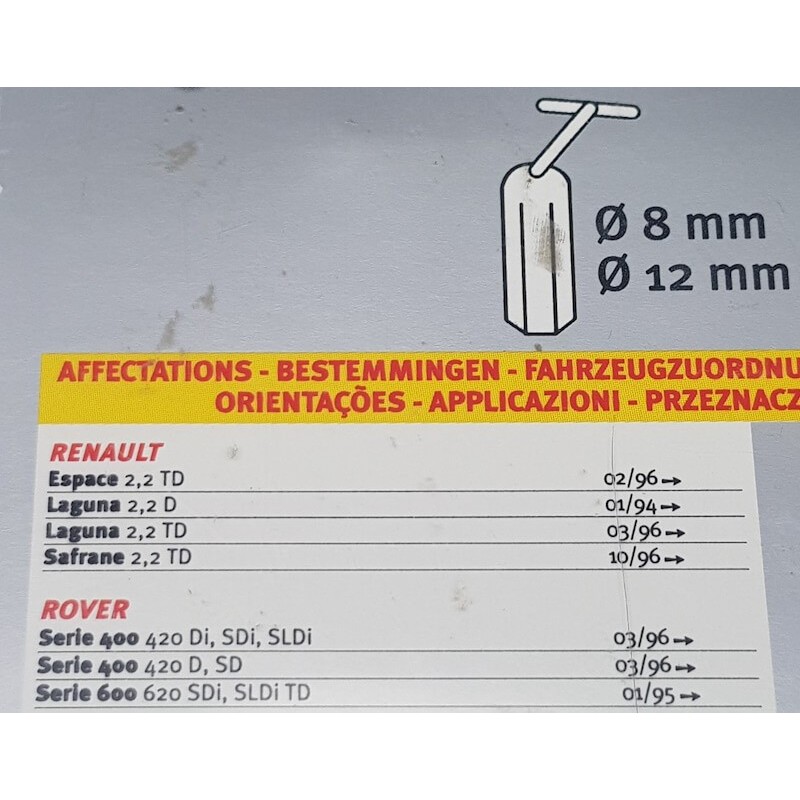 Ø 8 mm
Ø 12 mm
AFFECTATIONS - BESTEMMINGEN - FAHRZEUGZUORDNU
ORIENTAÇÕES - APPLICAZIONI - PRZEZNACZ
RENAULT
Espace 2,2 TD 02/96→
Laguna 2,2 D 01/94→
Laguna 2,2 TD 03/96→
Safrane 2,2 TD 10/96→
ROVER
Serie 400 420 Di, SDi, SLDi 03/96→
Serie 400 420 D, SD 03/96→
Serie 600 620 SDi, SLDi TD 01/95→